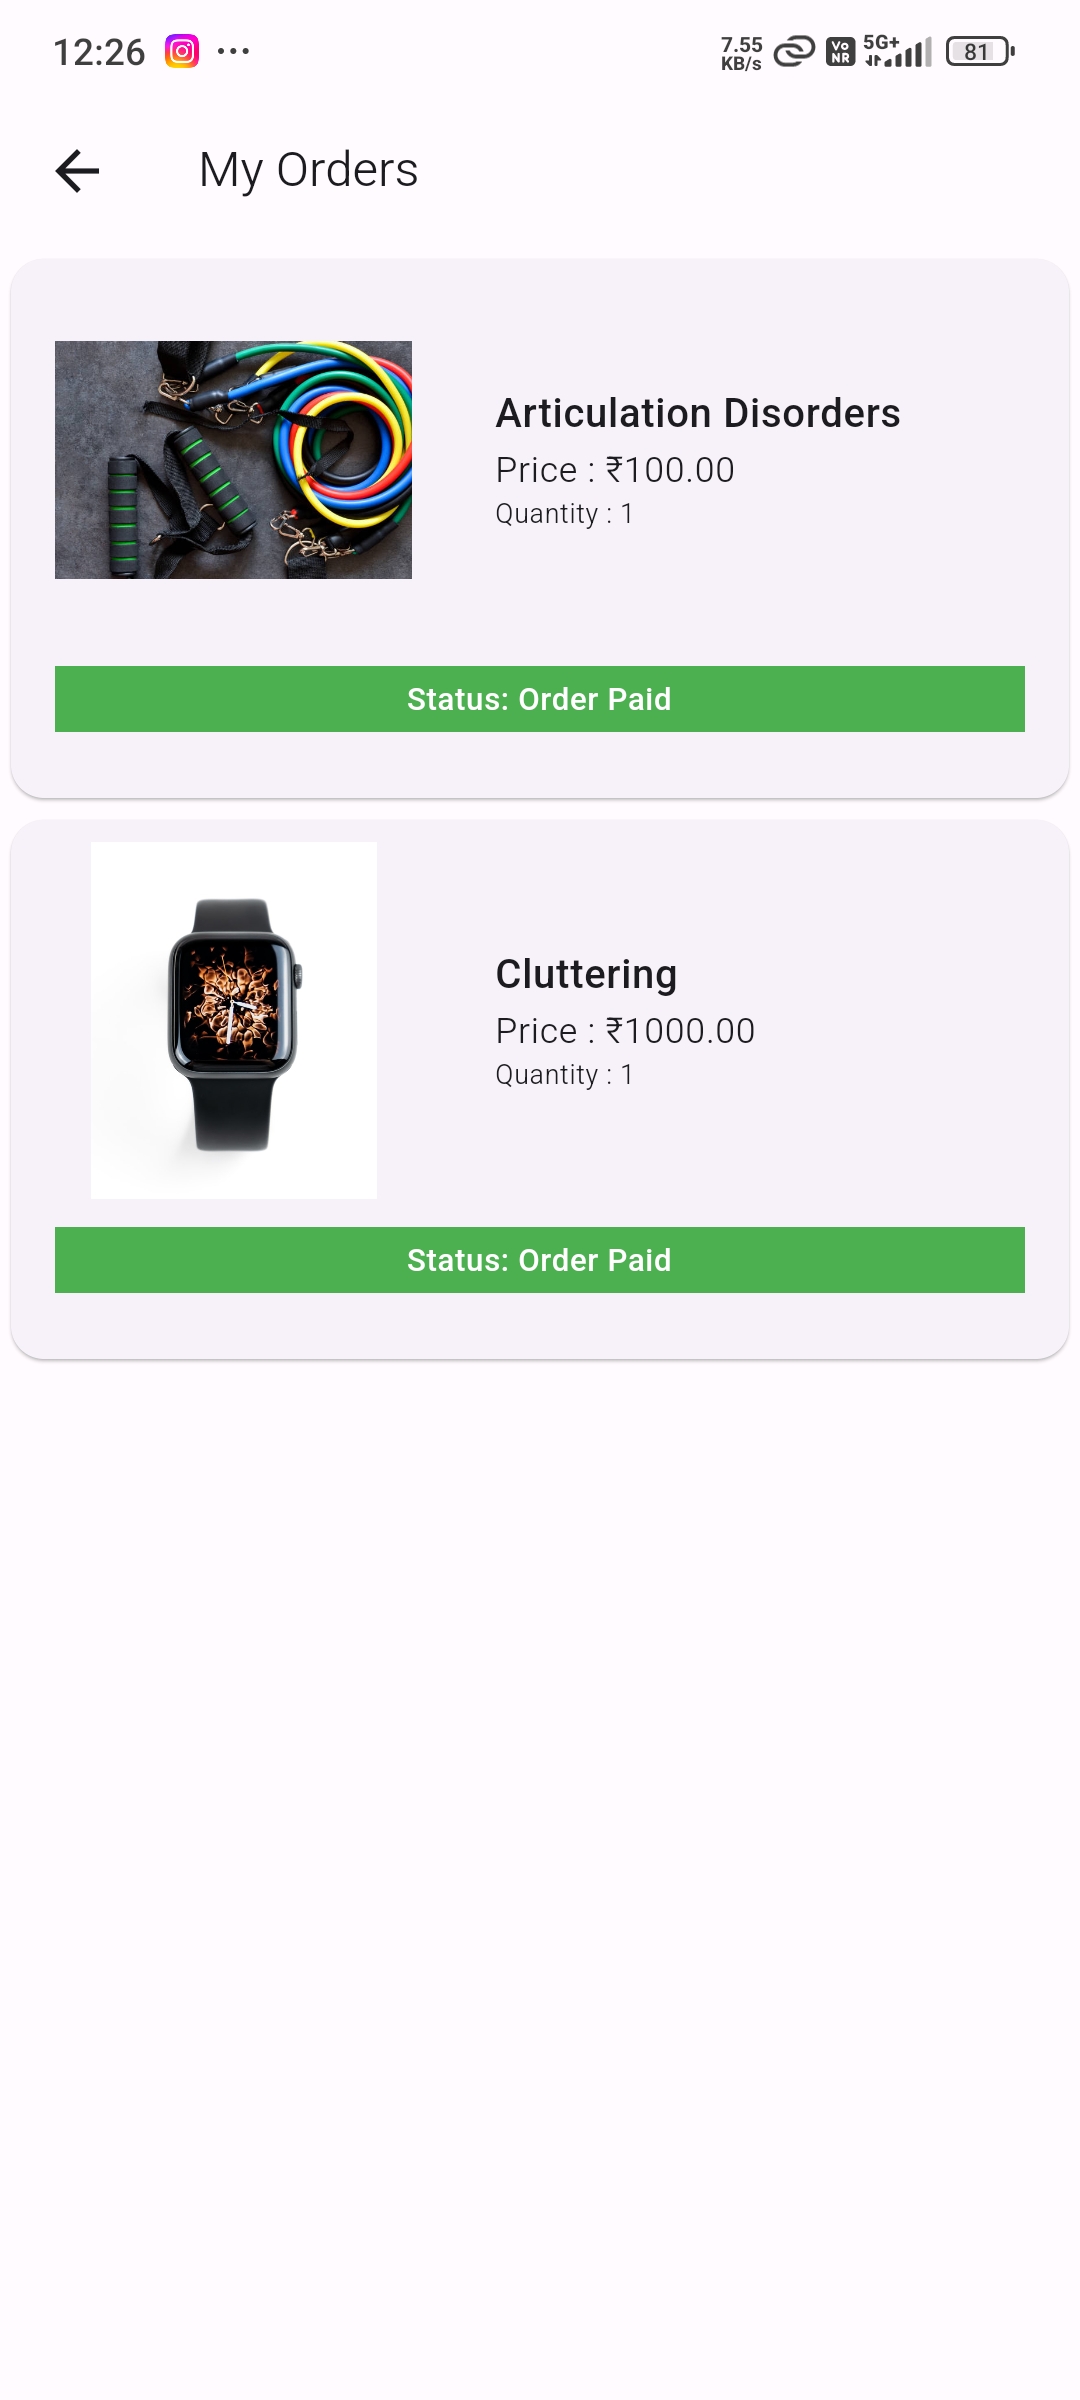 12:26
7.55
KB/s
Vo
NR
5G+
81
My Orders
Articulation Disorders
Price : ₹100.00
Quantity : 1
Status: Order Paid
Cluttering
Price : ₹1000.00
Quantity : 1
Status: Order Paid